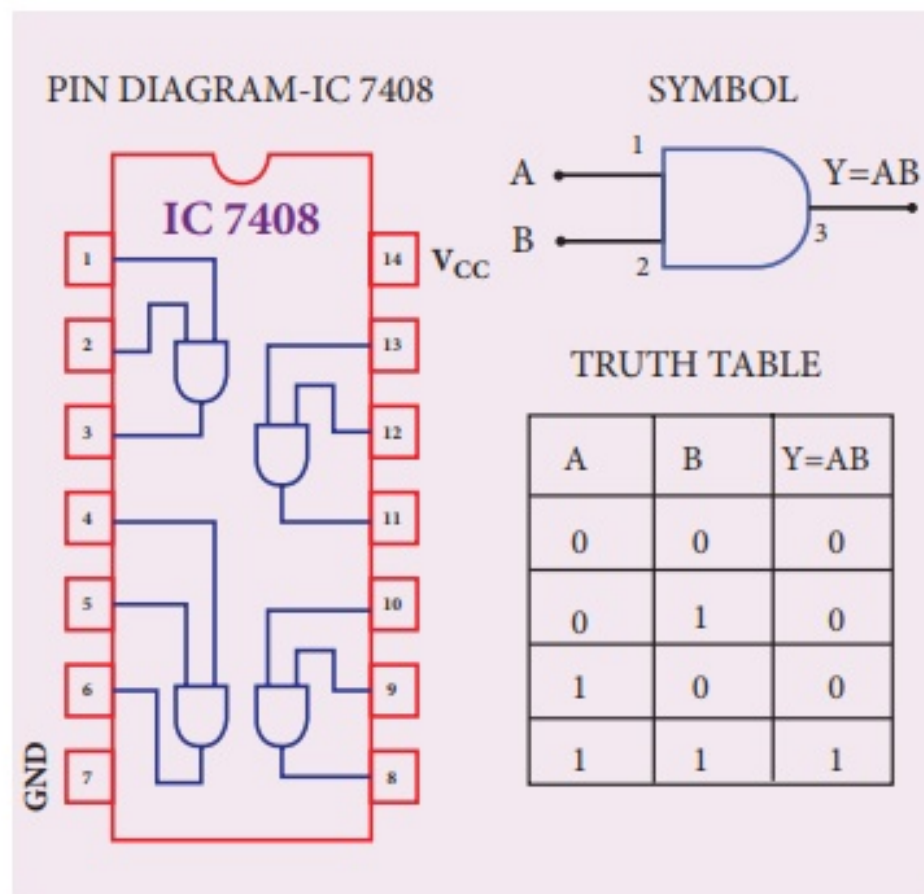 PIN DIAGRAM-IC 7408
IC 7408
1
2
3
4
5
6
7
GND
14
VCC
13
12
11
10
9
8
SYMBOL
A
1
B
2
3
Y=AB
TRUTH TABLE
A B Y=AB
0 0 0
0 1 0
1 0 0
1 1 1